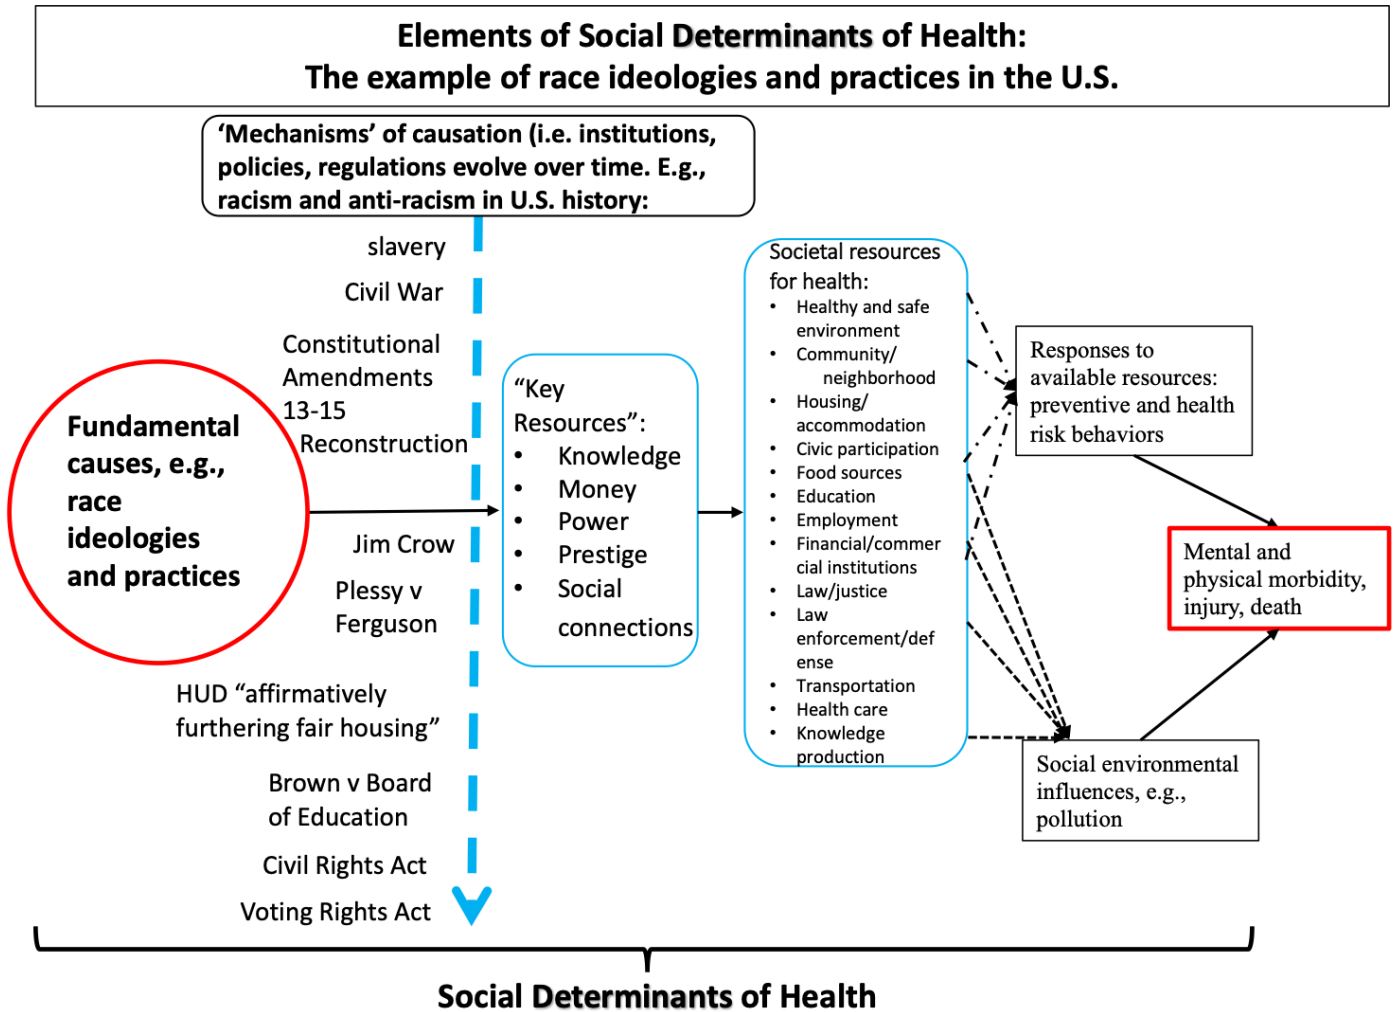 Elements of Social Determinants of Health:
The example of race ideologies and practices in the U.S.
‘Mechanisms’ of causation (i.e. institutions,
policies, regulations evolve over time. E.g.,
racism and anti-racism in U.S. history:
slavery
Civil War
Constitutional
Amendments
13-15
Reconstruction
Jim Crow
Plessy v
Ferguson
HUD “affirmatively
furthering fair housing”
Brown v Board
of Education
Civil Rights Act
Voting Rights Act
Fundamental
causes, e.g.,
race
ideologies
and practices
“Key
Resources”:
• Knowledge
• Money
• Power
• Prestige
• Social
connections
Societal resources
for health:
• Healthy and safe
environment
• Community/
neighborhood
• Housing/
accommodation
• Civic participation
• Food sources
• Education
• Employment
• Financial/commer
cial institutions
• Law/justice
• Law
enforcement/def
ense
• Transportation
• Health care
• Knowledge
production
Responses to
available resources:
preventive and health
risk behaviors
Mental and
physical morbidity,
injury, death
Social environmental
influences, e.g.,
pollution
Social Determinants of Health